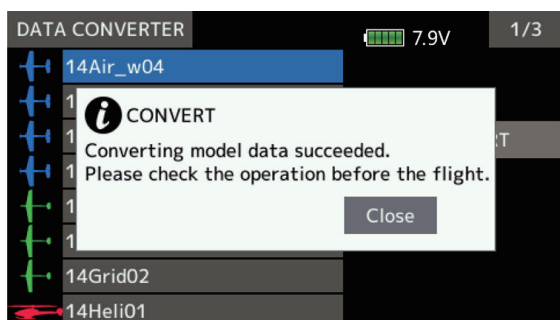 DATA CONVERTER
7.9V
1/3
14Air_w04
CONVERT
Converting model data succeeded.
Please check the operation before the flight.
Close
14Grid02
14Heli01